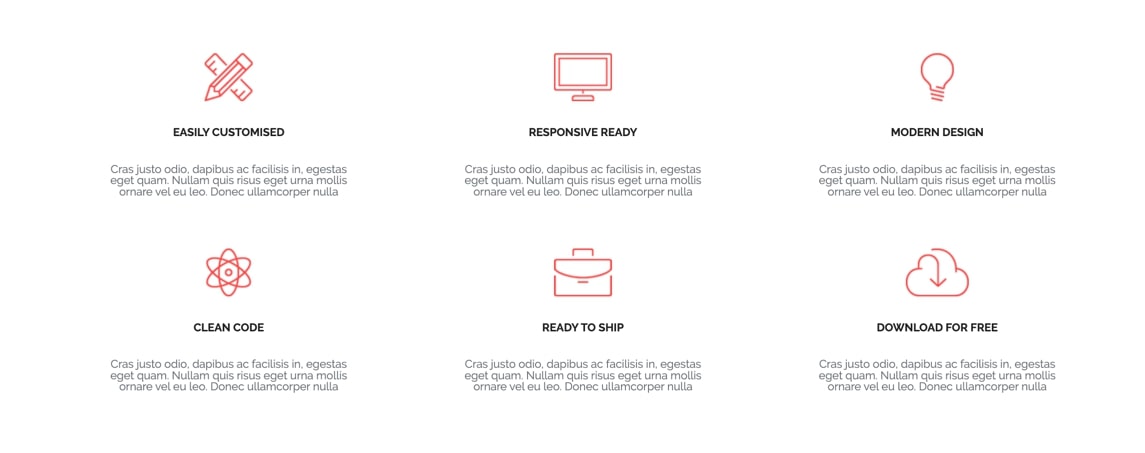 EASILY CUSTOMISED
Cras justo odio, dapibus ac facilisis in, egestas
eget quam. Nullam quis risus eget urna mollis
ornare vel eu leo. Donec ullamcorper nulla
RESPONSIVE READY
Cras justo odio, dapibus ac facilisis in, egestas
eget quam. Nullam quis risus eget urna mollis
ornare vel eu leo. Donec ullamcorper nulla
MODERN DESIGN
Cras justo odio, dapibus ac facilisis in, egestas
eget quam. Nullam quis risus eget urna mollis
ornare vel eu leo. Donec ullamcorper nulla
CLEAN CODE
Cras justo odio, dapibus ac facilisis in, egestas
eget quam. Nullam quis risus eget urna mollis
ornare vel eu leo. Donec ullamcorper nulla
READY TO SHIP
Cras justo odio, dapibus ac facilisis in, egestas
eget quam. Nullam quis risus eget urna mollis
ornare vel eu leo. Donec ullamcorper nulla
DOWNLOAD FOR FREE
Cras justo odio, dapibus ac facilisis in, egestas
eget quam. Nullam quis risus eget urna mollis
ornare vel eu leo. Donec ullamcorper nulla